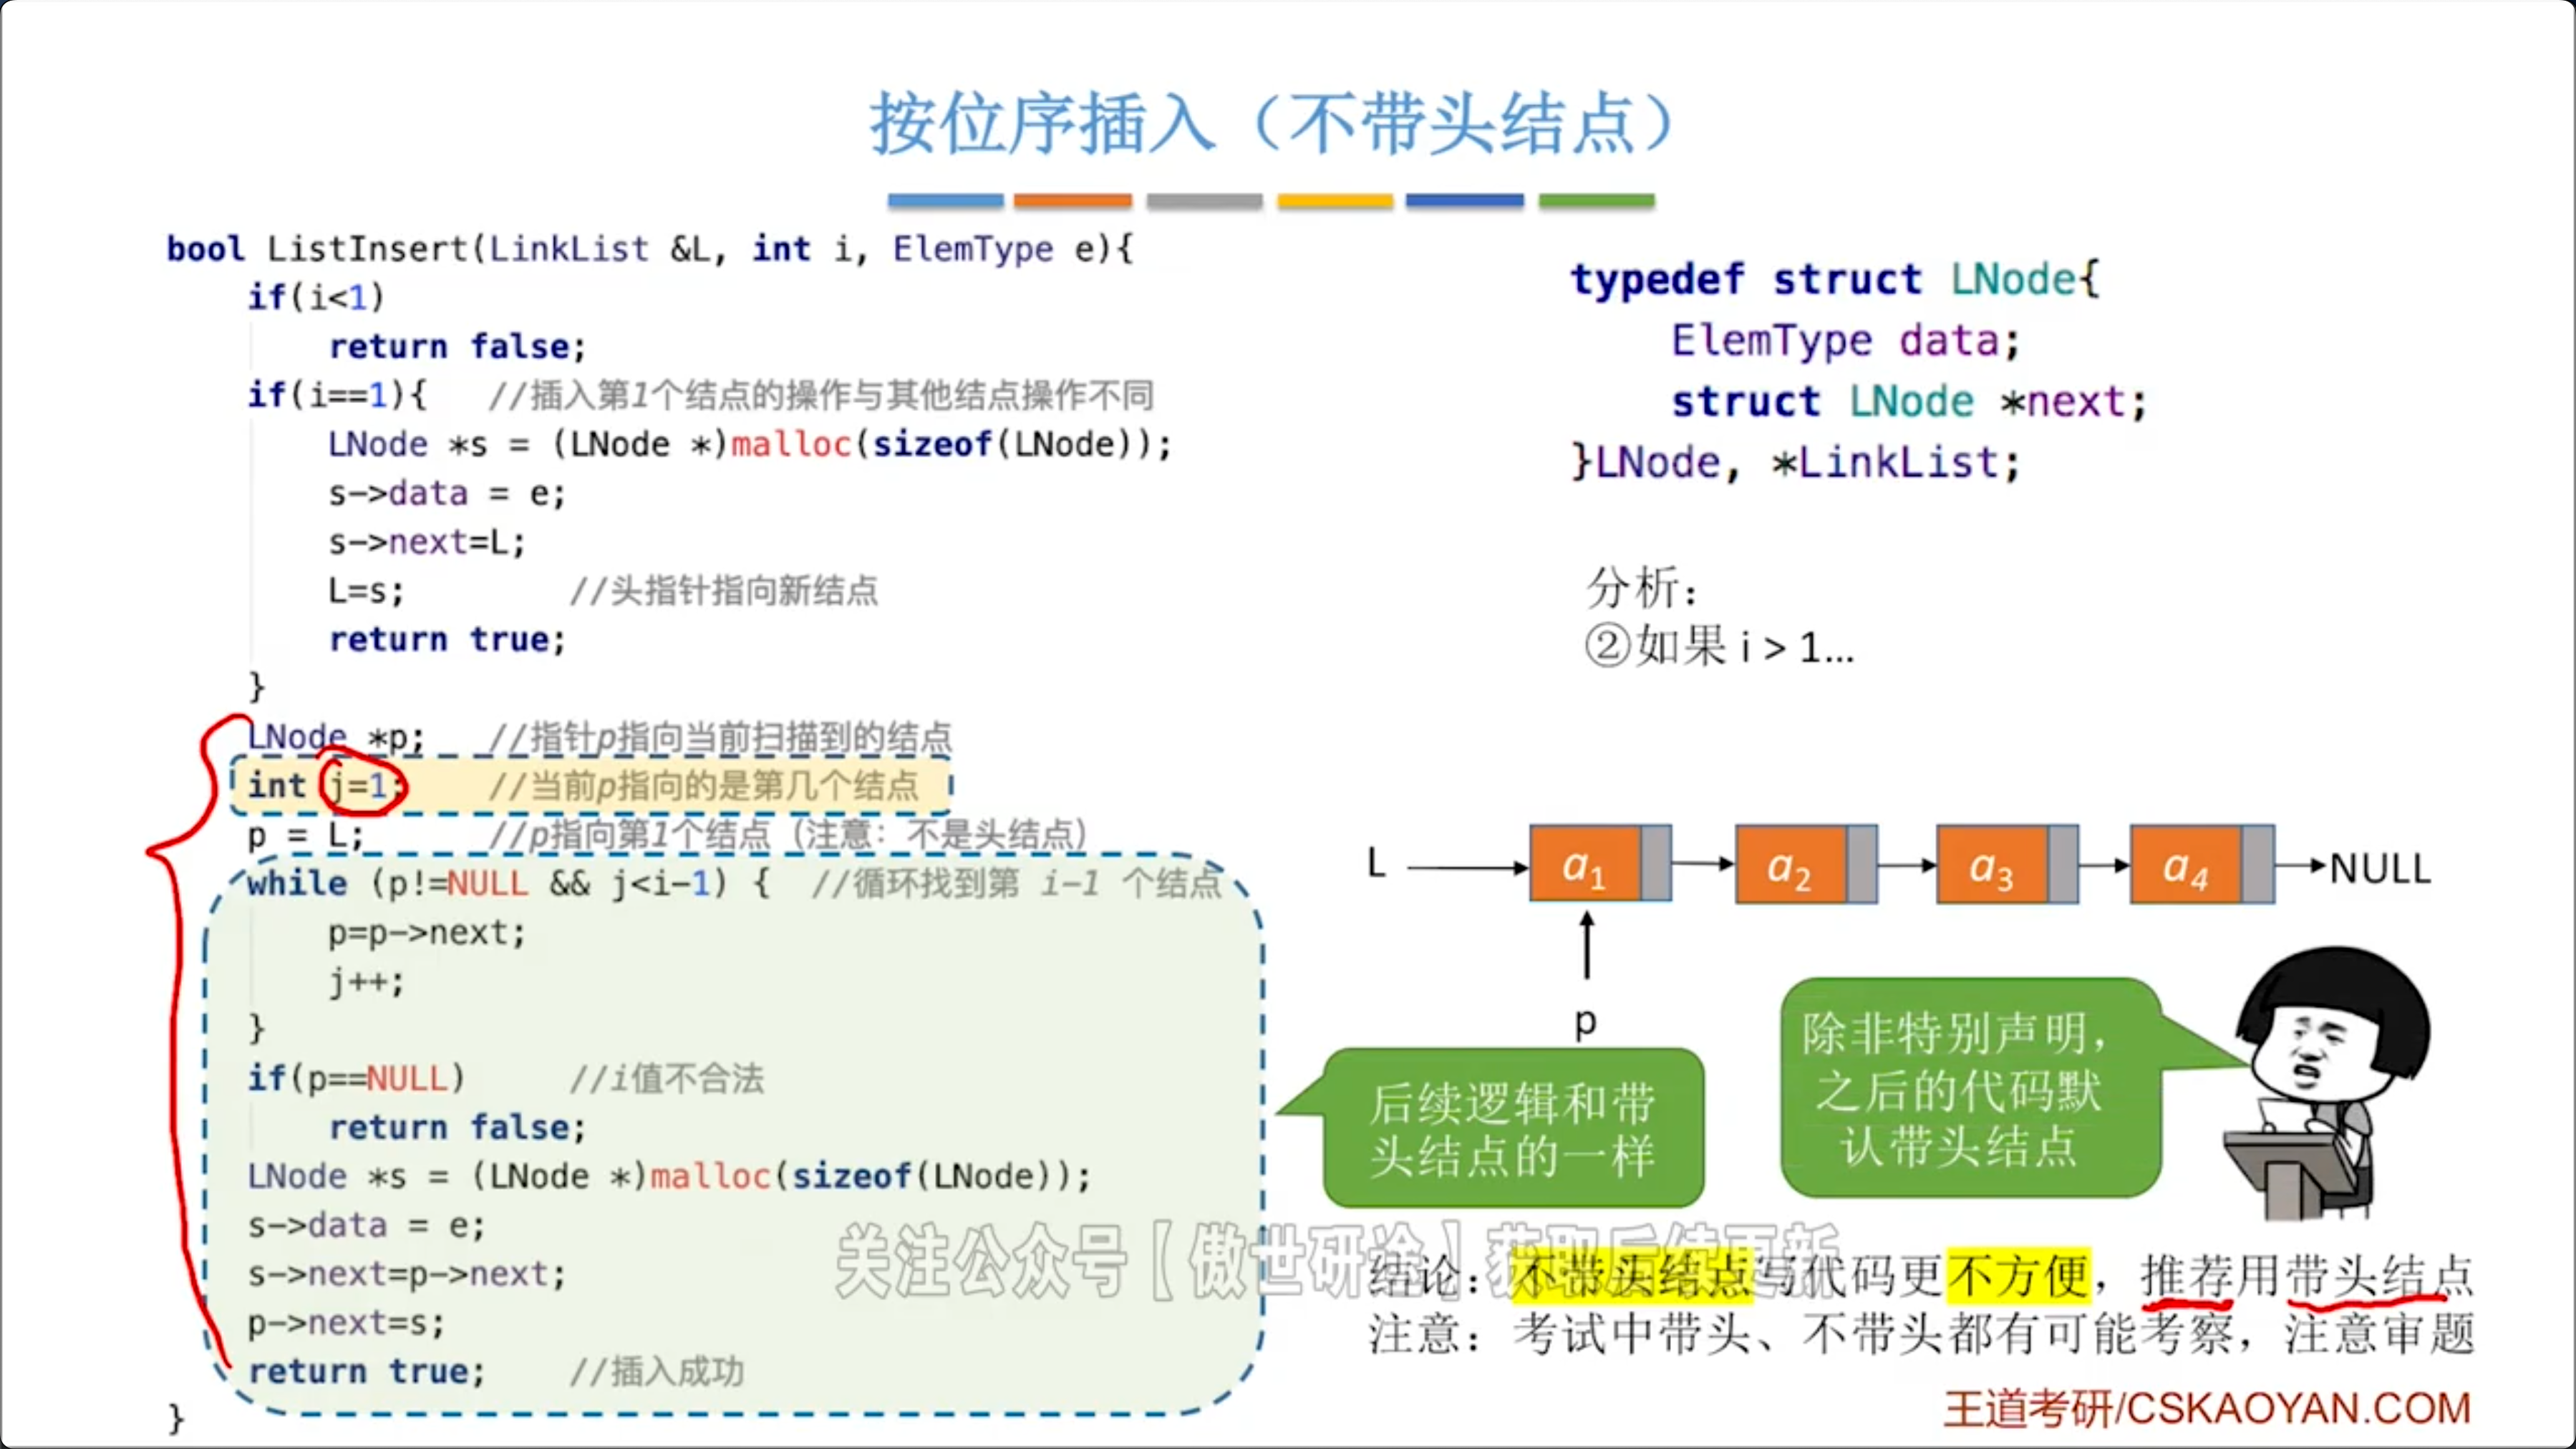 按位序插入（不带头结点）
bool ListInsert(LinkList &L, int i, ElemType e){
if(i<1)
return false;
if(i==1){ //插入第1个结点的操作与其他结点操作不同
LNode *s = (LNode *)malloc(sizeof(LNode));
s->data = e;
s->next=L;
L=s; //头指针指向新结点
return true;
}
LNode *p; //指针p指向当前扫描到的结点
int j=1; //当前p指向的是第几个结点
p = L; //p指向第1个结点（注意：不是头结点）
while (p!=NULL && j<i-1) { //循环找到第 i-1 个结点
p=p->next;
j++;
}
if(p==NULL) //i值不合法
return false;
LNode *s = (LNode *)malloc(sizeof(LNode));
s->data = e;
s->next=p->next;
p->next=s;
return true; //插入成功
}
typedef struct LNode{
ElemType data;
struct LNode *next;
}LNode, *LinkList;
分析：
②如果 i > 1…
L a1 a2 a3 a4 NULL
p
后续逻辑和带
头结点的一样
除非特别声明，
之后的代码默
认带头结点
关注公众号【傲世研途】获取后续更新
结论：不带头结点写代码更不方便，推荐用带头结点
注意：考试中带头、不带头都有可能考察，注意审题
王道考研/CSKAOYAN.COM